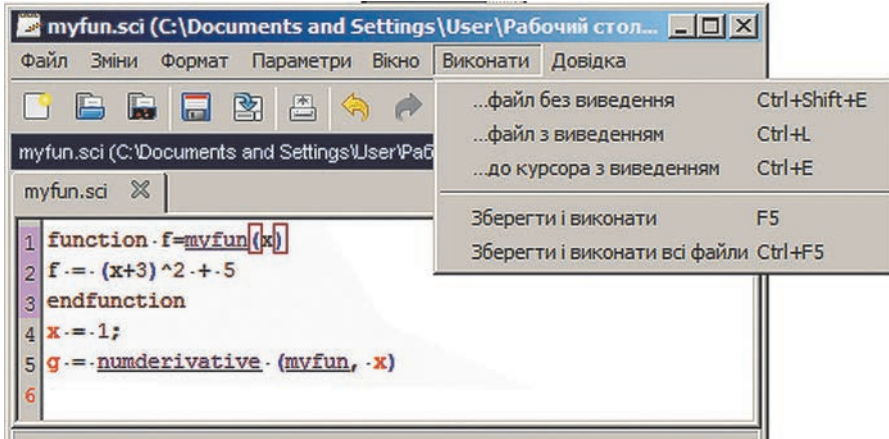 myfun.sci (C:\Documents and Settings\User\Рабочий стол...
Файл Зміни Формат Параметри Вікно Виконати Довідка
...файл без виведення Ctrl+Shift+E
...файл з виведенням Ctrl+L
...до курсора з виведенням Ctrl+E
Зберегти і виконати F5
Зберегти і виконати всі файли Ctrl+F5
myfun.sci (C:\Documents and Settings\User\Раб
myfun.sci
1 function f=myfun(x)
2 f = (x+3)^2 + 5
3 endfunction
4 x = 1;
5 g = numderivative (myfun, x)
6